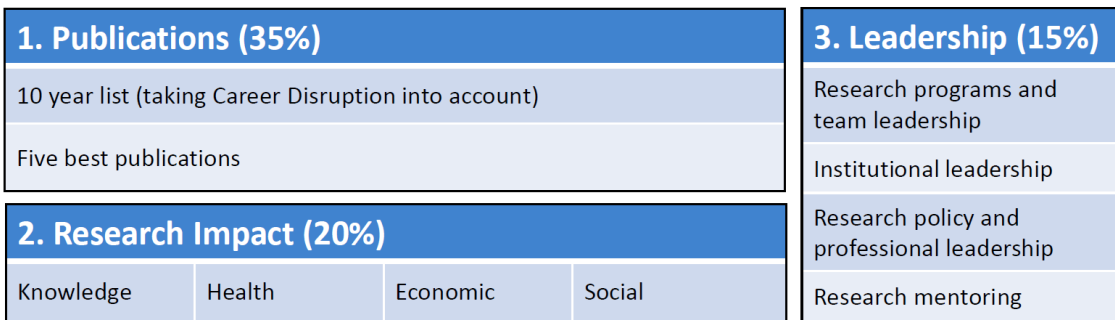 1. Publications (35%)
10 year list (taking Career Disruption into account)
Five best publications
2. Research Impact (20%)
Knowledge
Health
Economic
Social
3. Leadership (15%)
Research programs and
team leadership
Institutional leadership
Research policy and
professional leadership
Research mentoring